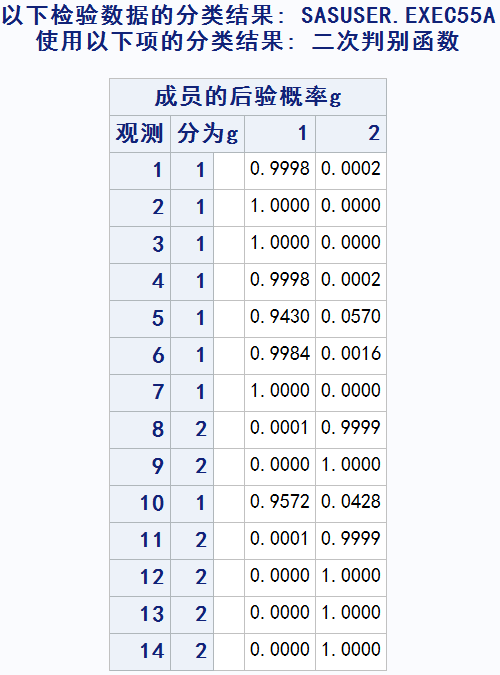 以下检验数据的分类结果: SASUSER.EXEC55A
使用以下项的分类结果: 二次判别函数
成员的后验概率g
观测 分为g 1 2
1 1 0.9998 0.0002
2 1 1.0000 0.0000
3 1 1.0000 0.0000
4 1 0.9998 0.0002
5 1 0.9430 0.0570
6 1 0.9984 0.0016
7 1 1.0000 0.0000
8 2 0.0001 0.9999
9 2 0.0000 1.0000
10 1 0.9572 0.0428
11 2 0.0001 0.9999
12 2 0.0000 1.0000
13 2 0.0000 1.0000
14 2 0.0000 1.0000